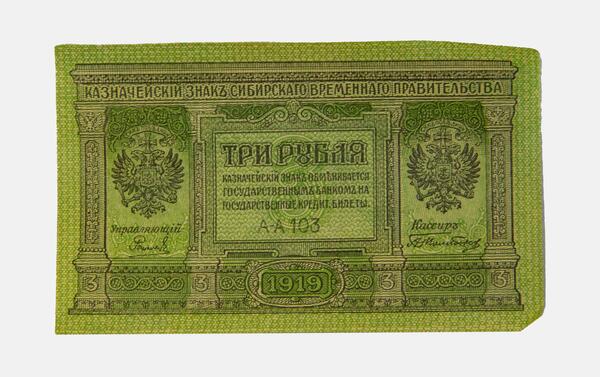 КАЗНАЧЕЙСКІЙ ЗНАКЪ СИБИРСКАГО ВРЕМЕННАГО ПРАВИТЕЛЬСТВА
ТРИ РУБЛЯ
КАЗНАЧЕЙСКІЙ ЗНАКЪ ОБМѢНИВАЕТСЯ
ГОСУДАРСТВЕННЫМЪ БАНКОМЪ НА
ГОСУДАРСТВЕННЫЕ КРЕДИТ. БИЛЕТЫ.
А-А 103
Управляющій
Кассиръ
3 3 3 3
1919